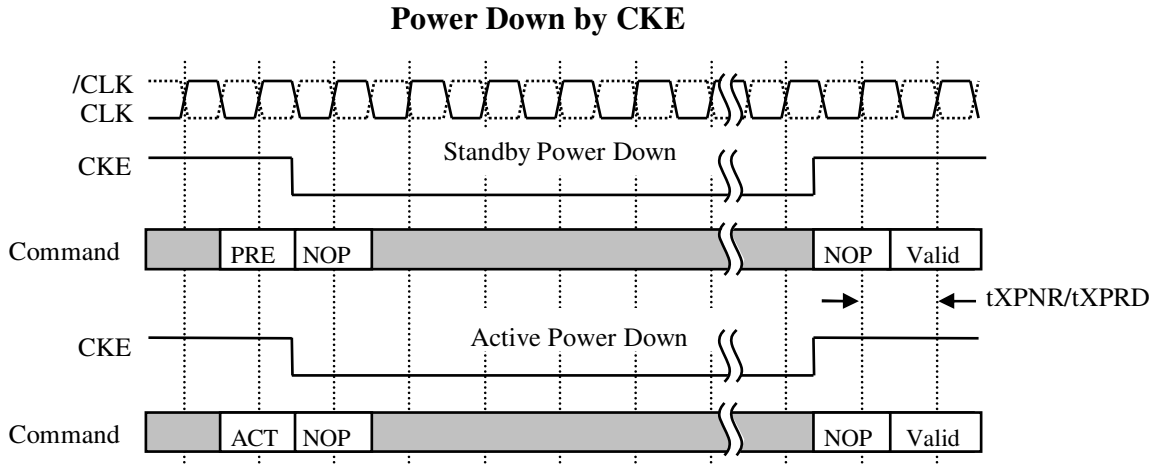 Power Down by CKE
/CLK
CLK
CKE
Standby Power Down
Command
PRE
NOP
NOP
Valid
tXPNR/tXPRD
CKE
Active Power Down
Command
ACT
NOP
NOP
Valid